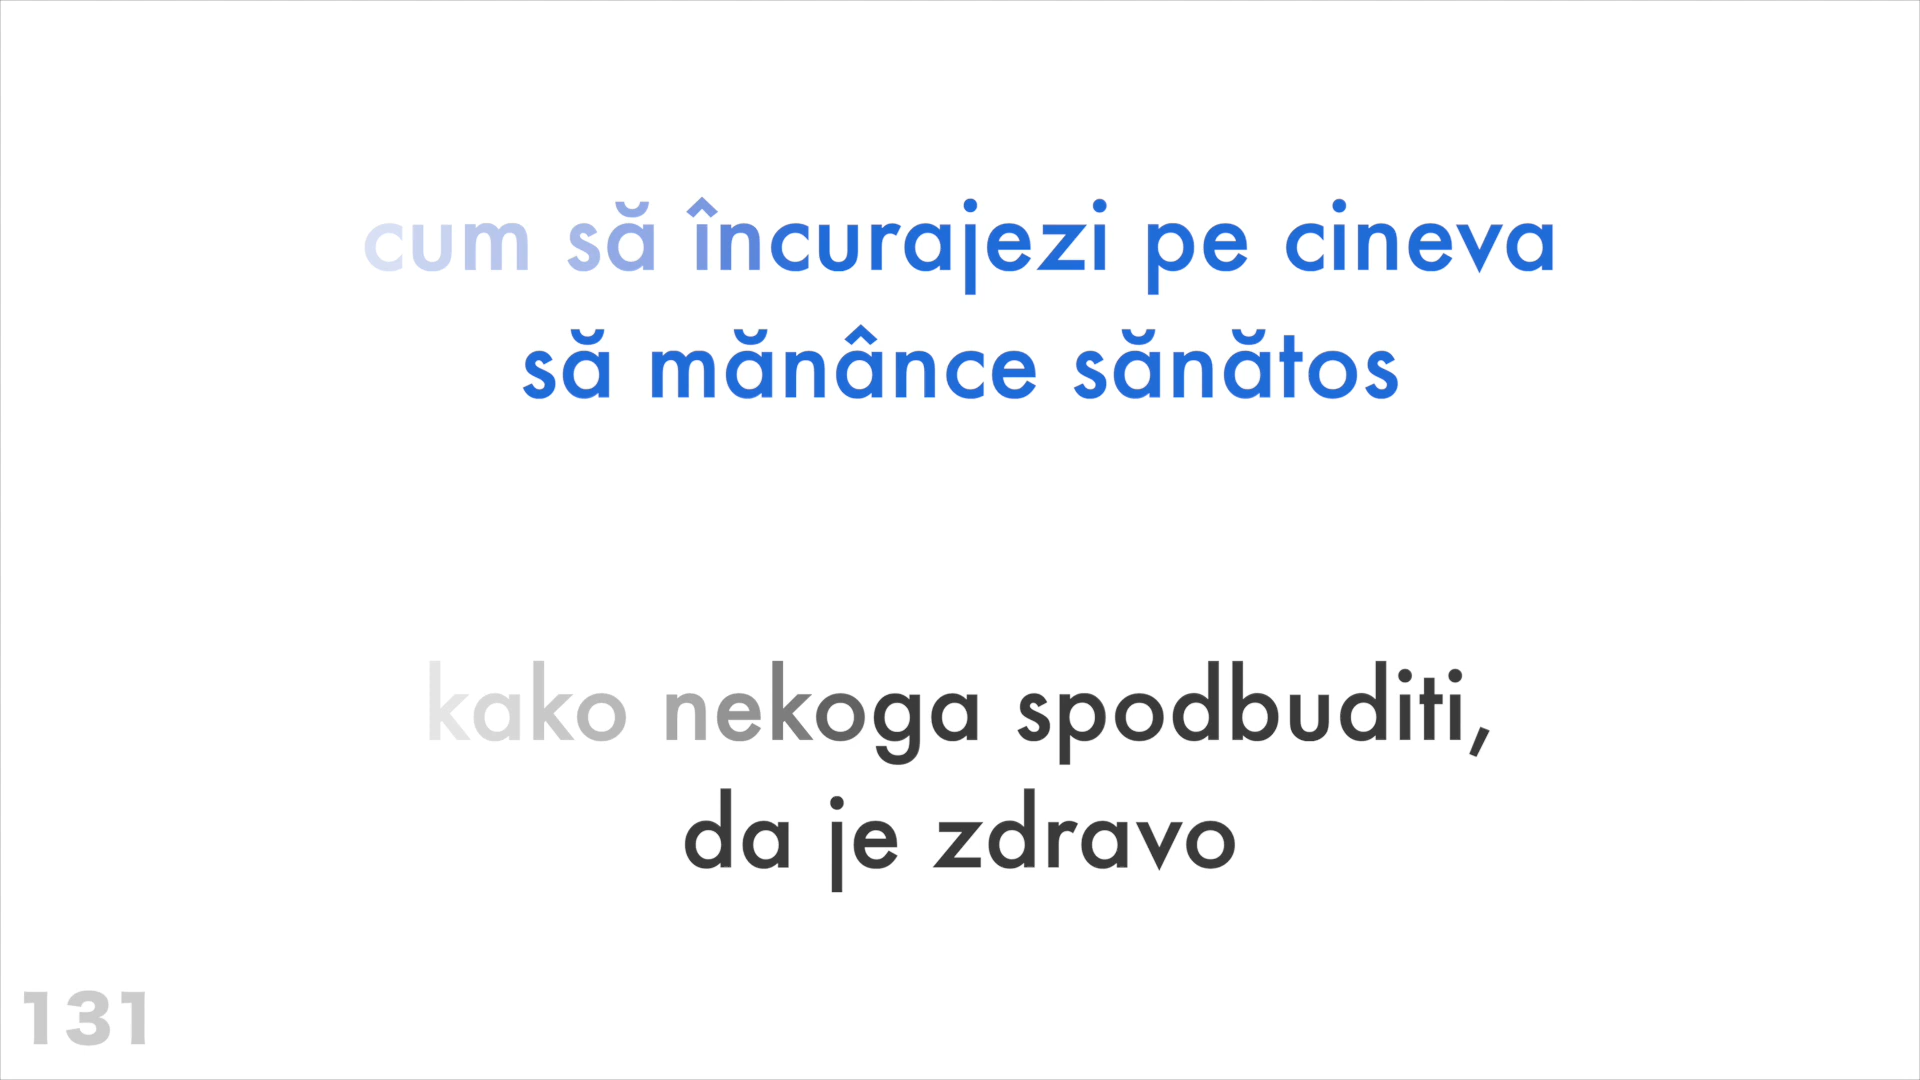 cum să încurajezi pe cineva
să mănânce sănătos
kako nekoga spodbuditi,
da je zdravo
131